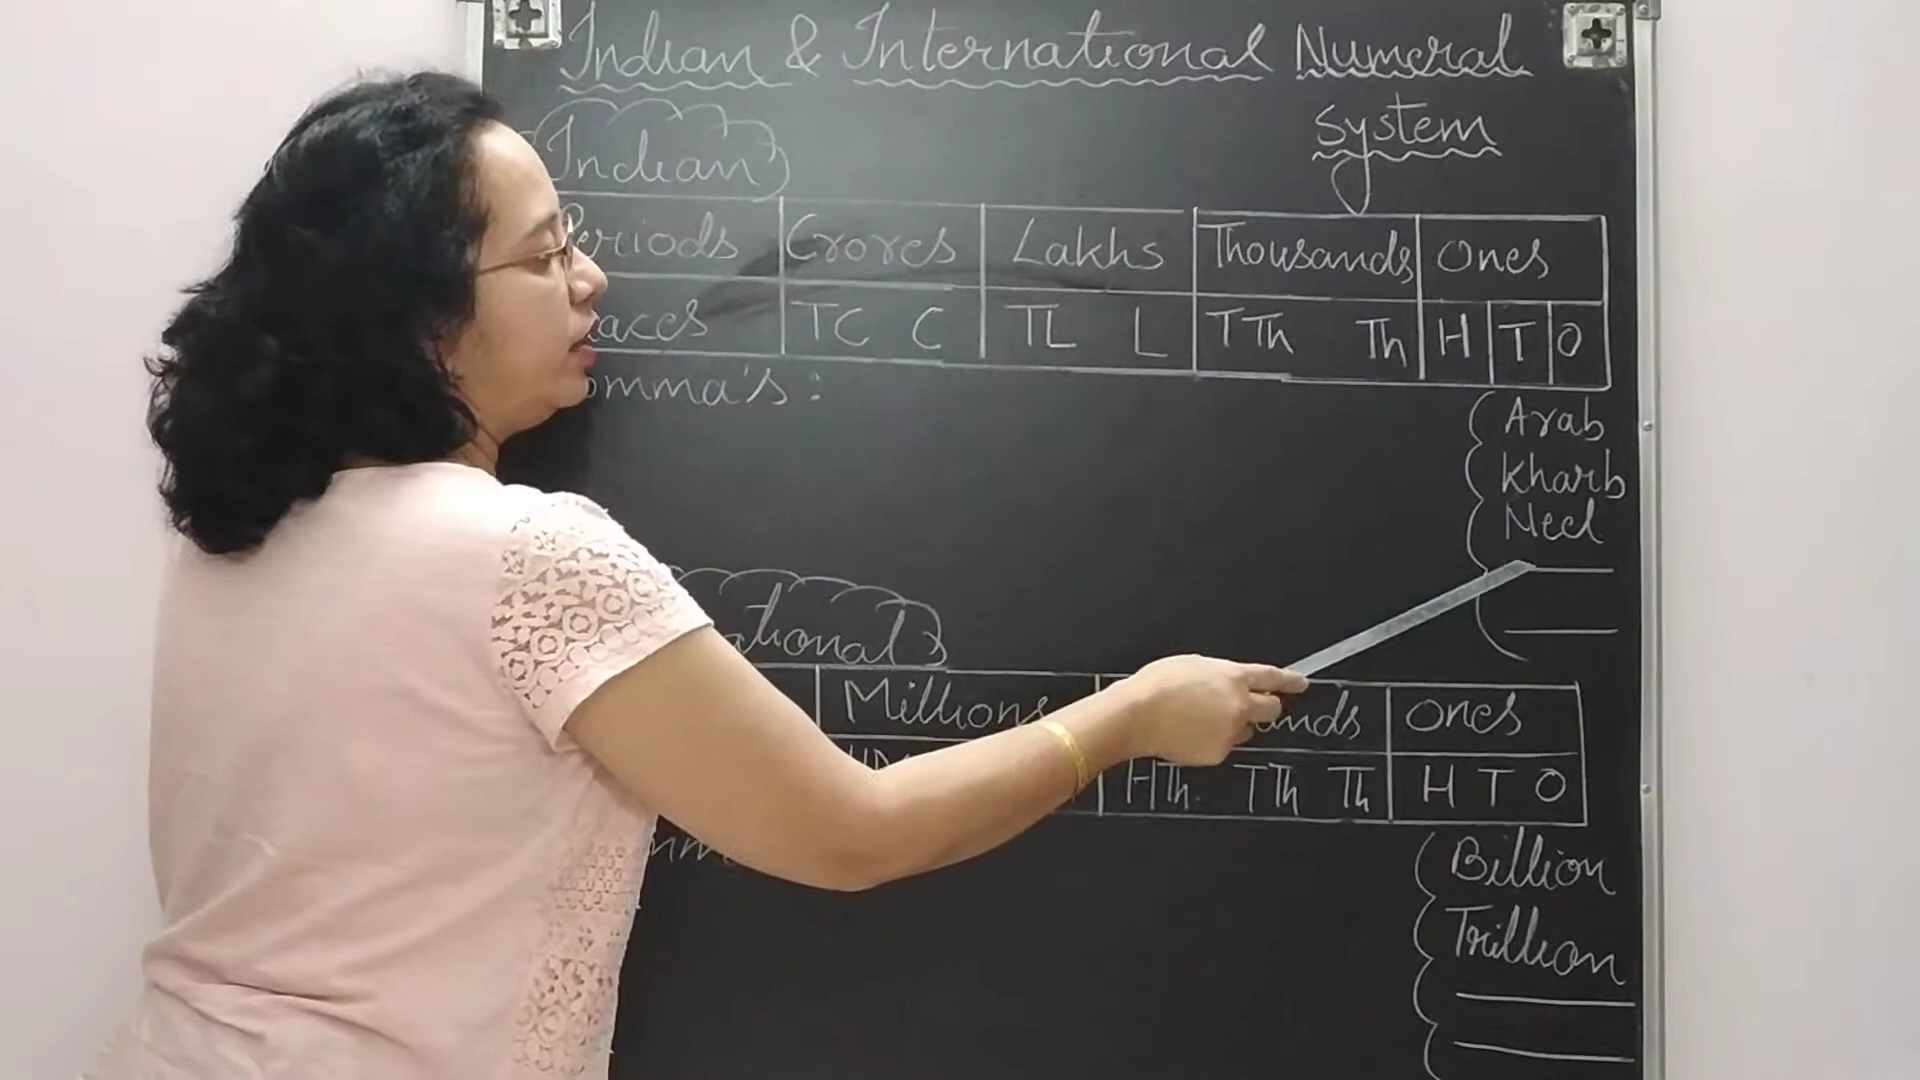 Indian & International Numeral
System
Indian
Periods Crores Lakhs Thousands Ones
TC C TL L TTh Th H T O
Arab
Kharb
Neel
Millions Ones
HTh TTh Th H T O
Billion
Trillion